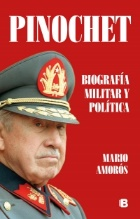 PINOCHET
BIOGRAFÍA
MILITAR Y
POLÍTICA
MARIO
AMORÓS
B